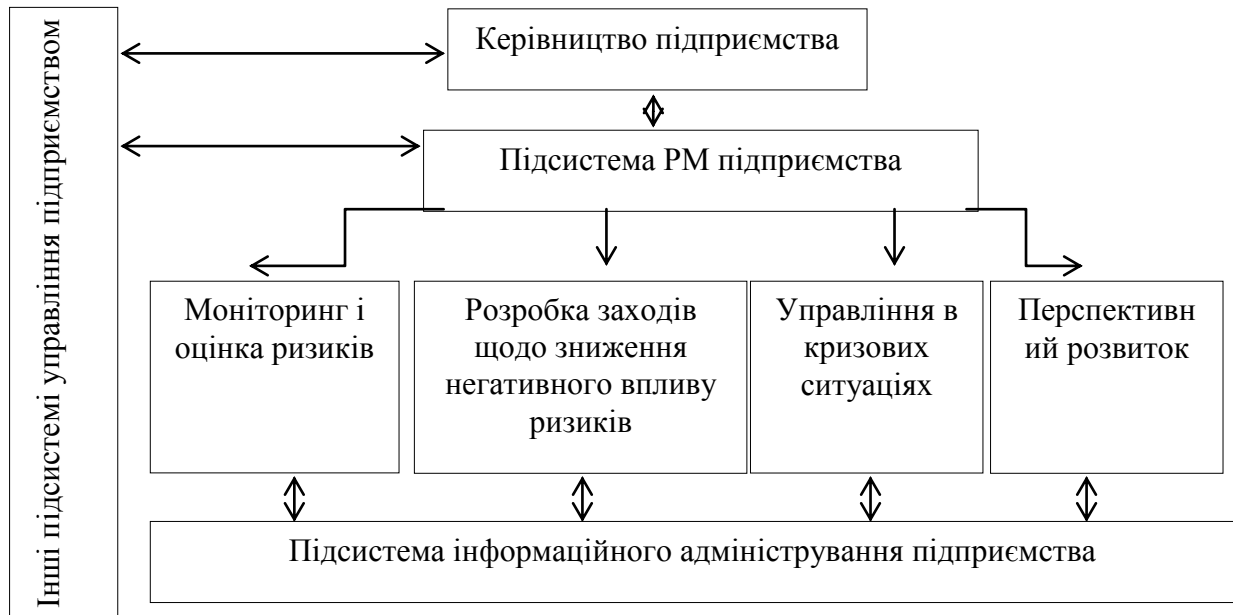 Інші підсистемі управління підприємством
Керівництво підприємства
Підсистема РМ підприємства
Моніторинг і
оцінка ризиків
Розробка заходів
щодо зниження
негативного впливу
ризиків
Управління в
кризових
ситуаціях
Перспективн
ий розвиток
Підсистема інформаційного адміністрування підприємства